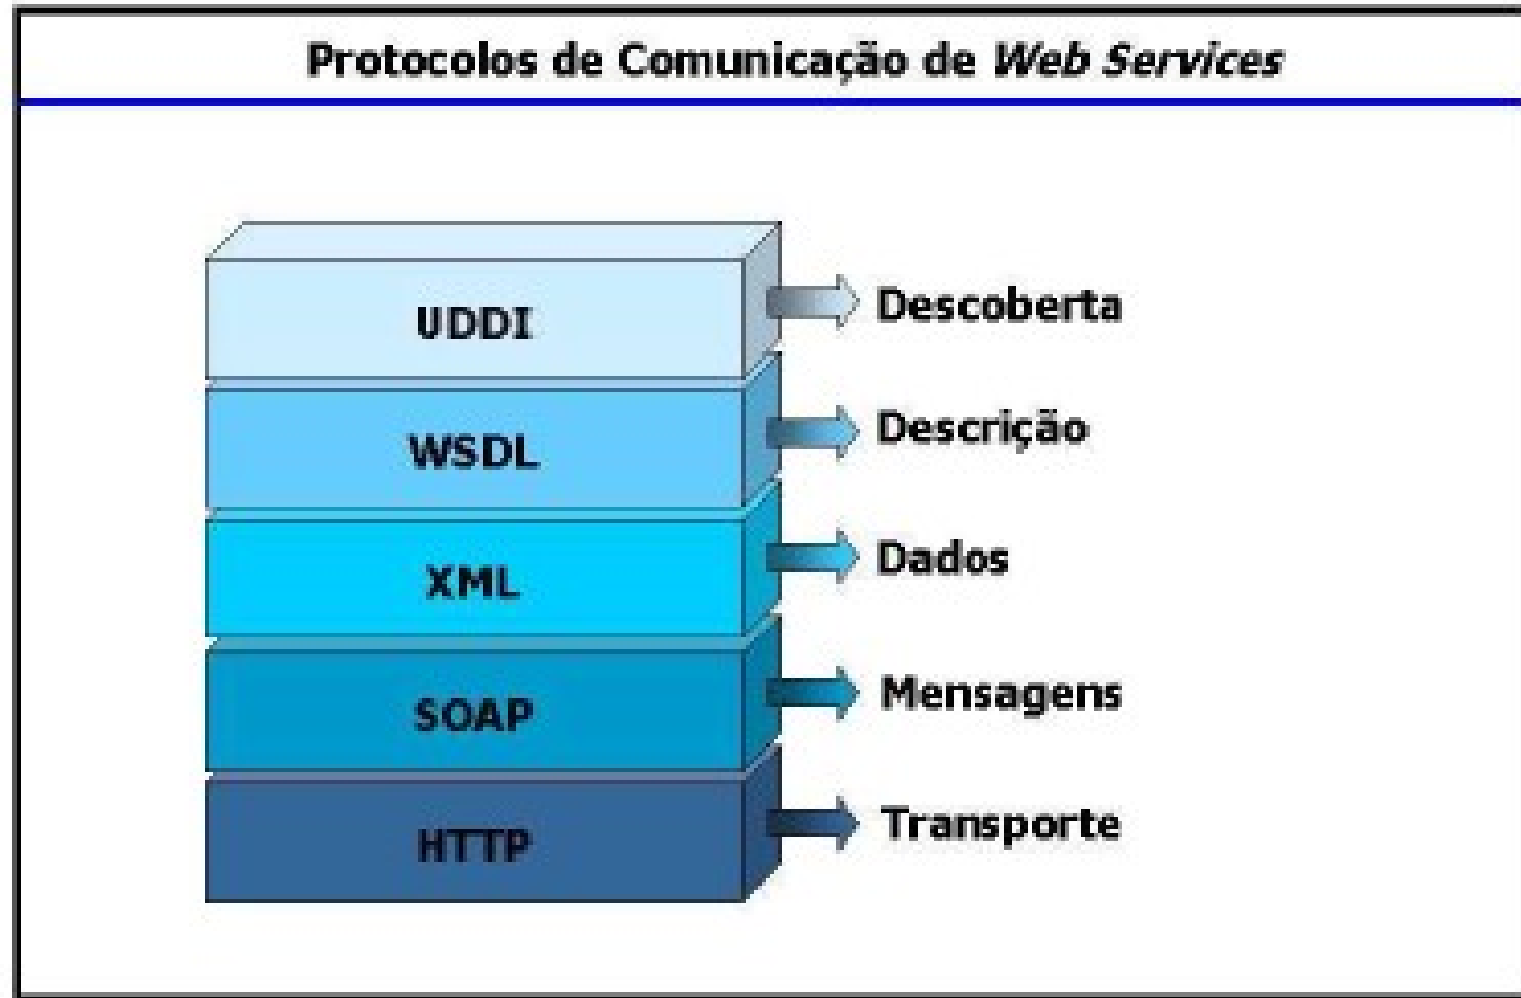 Protocolos de Comunicação de Web Services
UDDI
Descoberta
WSDL
Descrição
XML
Dados
SOAP
Mensagens
HTTP
Transporte